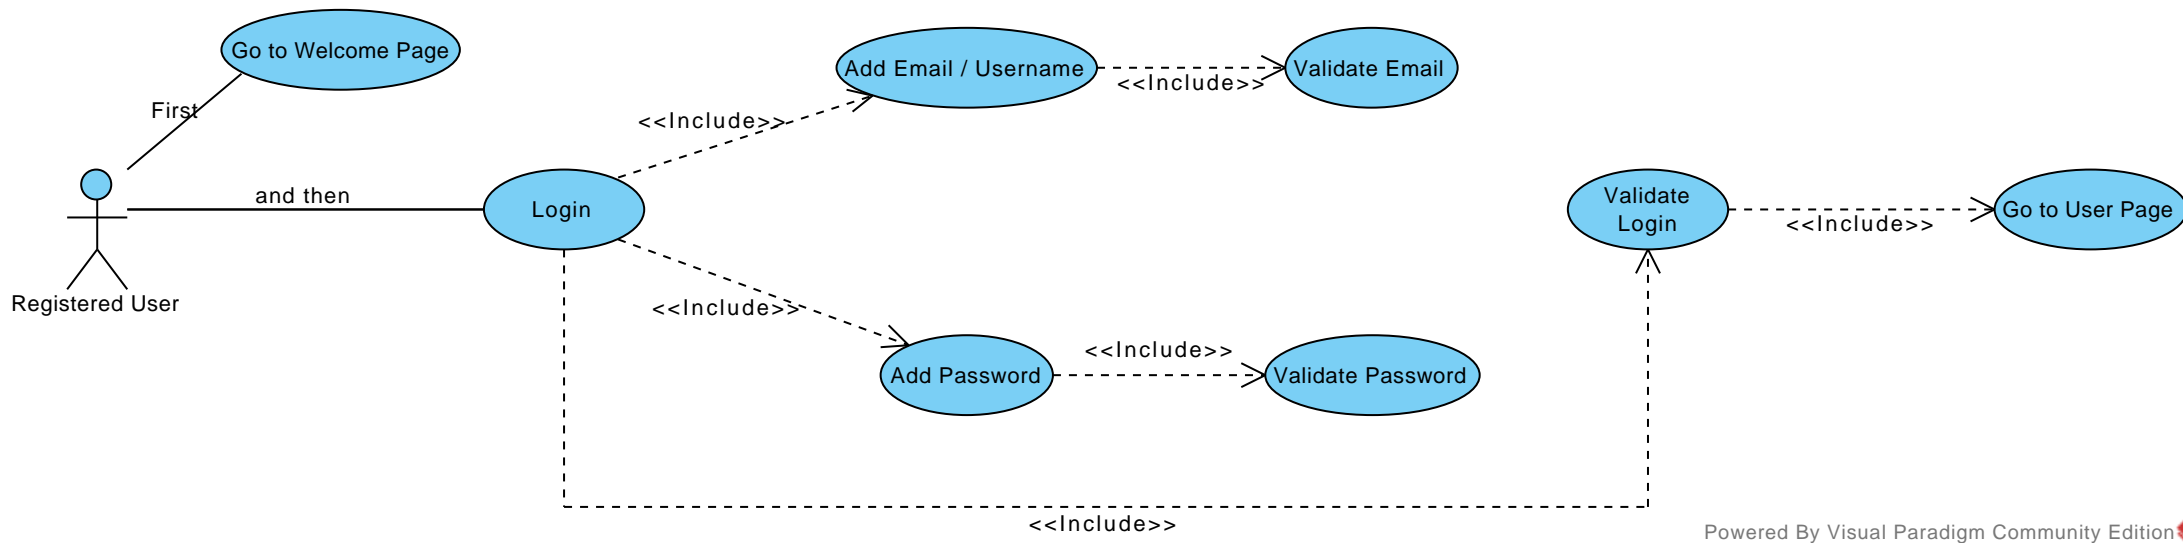 Go to Welcome Page
Add Email / Username
<<Include>>
Validate Email
First
<<Include>>
and then
Login
Validate
Login
<<Include>>
Go to User Page
Registered User
<<Include>>
Add Password
<<Include>>
Validate Password
<<Include>>
Powered By Visual Paradigm Community Edition